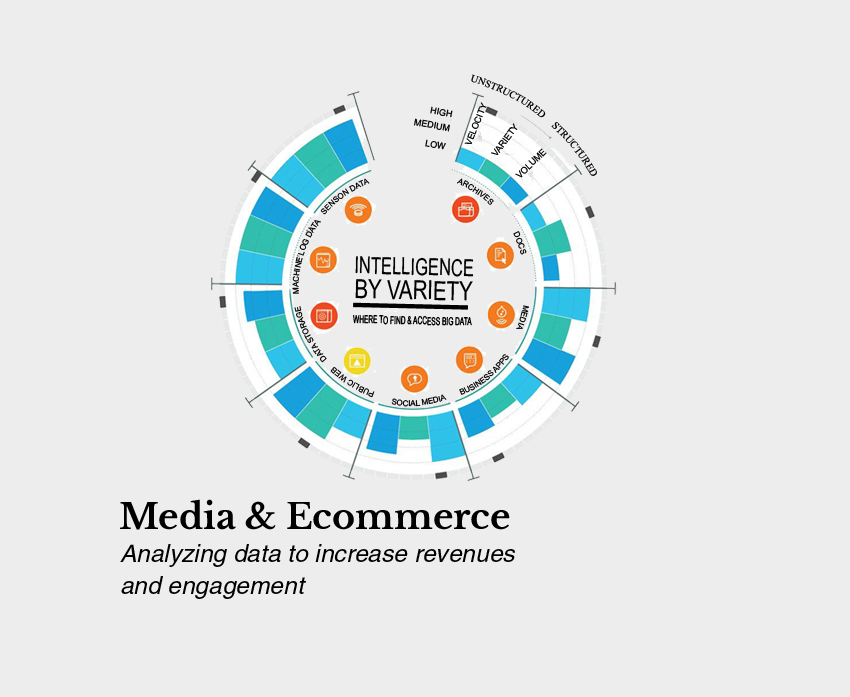 UNSTRUCTURED
STRUCTURED
HIGH
MEDIUM
LOW
VELOCITY
VARIETY
VOLUME
ARCHIVES
DOCS
MEDIA
BUSINESS APPS
SOCIAL MEDIA
PUBLIC WEB
DATA STORAGE
MACHINE LOG DATA
SENSON DATA
INTELLIGENCE
BY VARIETY
WHERE TO FIND & ACCESS BIG DATA
Media & Ecommerce
Analyzing data to increase revenues
and engagement